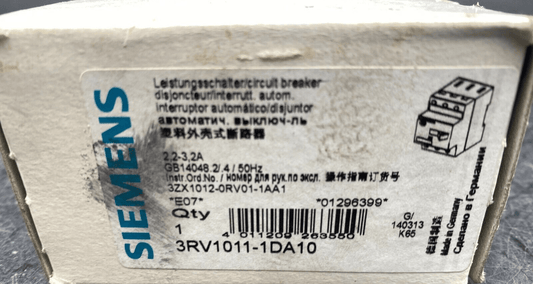 SIEMENS
Leistungsschalter/circuit breaker
disjoncteur/interrutt. autom.
interruptor automático/disjuntor
автоматич. выключ-ль
塑料外壳式断路器
2,2-3,2A
GB14048.2/.4 / 50Hz
Instr.Ord.No./ номер для рук.по экспл. 操作指南订货号
3ZX1012-0RV01-1AA1
"E07" *01296399*
Qty
1
4 011209 263550
3RV1011-1DA10
G/
140313
K65
德国制造
Made in Germany
Сделано в Германии